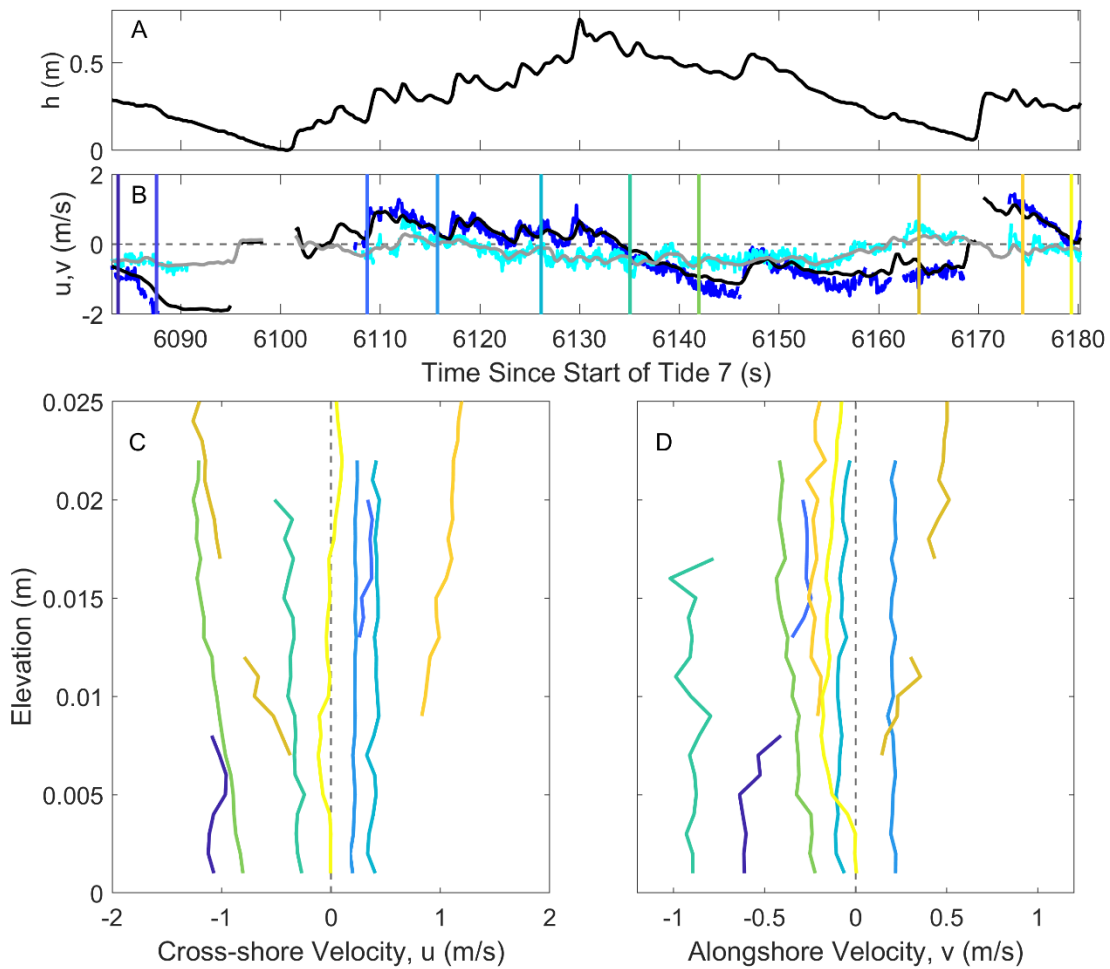 A
h (m)
0.5
0
B
u,v (m/s)
2
0
-2
6090 6100 6110 6120 6130 6140 6150 6160 6170 6180
Time Since Start of Tide 7 (s)
C
Elevation (m)
0.025
0.02
0.015
0.01
0.005
0
-2 -1 0 1 2
Cross-shore Velocity, u (m/s)
D
-1 -0.5 0 0.5 1
Alongshore Velocity, v (m/s)